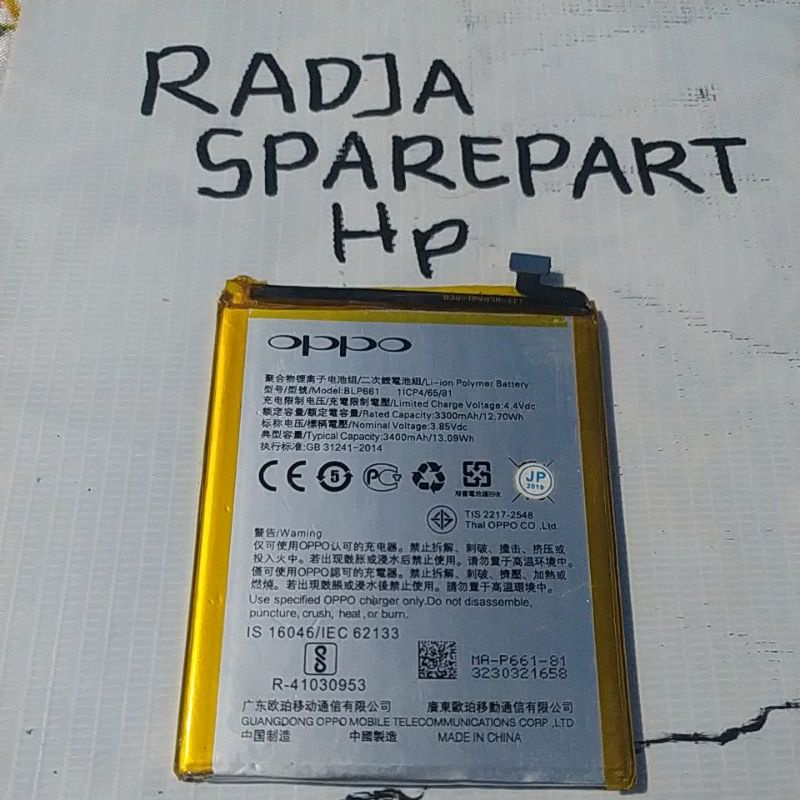 RADJA
SPAREPART
HP
oppo
聚合物锂离子电池组/二次鋰電池組/Li-ion Polymer Battery
型号/型號/Model:BLP661 1ICP4/65/81
充电限制电压/充電限制電壓/Limited Charge Voltage:4.4Vdc
额定容量/額定電容量/Rated Capacity:3300mAh/12.70Wh
标称电压/標稱電壓/Nominal Voltage:3.85Vdc
典型容量/Typical Capacity:3400mAh/13.09Wh
执行标准:GB 31241-2014
CE 5 PC
JP
2019
廢電池請回收
TIS 2217-2548
Thai OPPO CO.,Ltd.
警告/Warning
仅可使用OPPO认可的充电器。禁止拆解、刺破、撞击、挤压或
投入火中。若出现鼓胀或浸水后禁止使用。请勿置于高温环境中。
僅可使用OPPO認可的充電器。禁止拆解、刺破、擠壓、加熱或
燃燒。若出現鼓脹或浸水後禁止使用。請勿置于高溫環境中。
Use specified OPPO charger only.Do not disassemble,
puncture, crush, heat, or burn.
IS 16046/IEC 62133
R-41030953
MA-P661-81
3230321658
广东欧珀移动通信有限公司 廣東歐珀移動通信有限公司
GUANGDONG OPPO MOBILE TELECOMMUNICATIONS CORP.,LTD
中国制造 中國製造 MADE IN CHINA